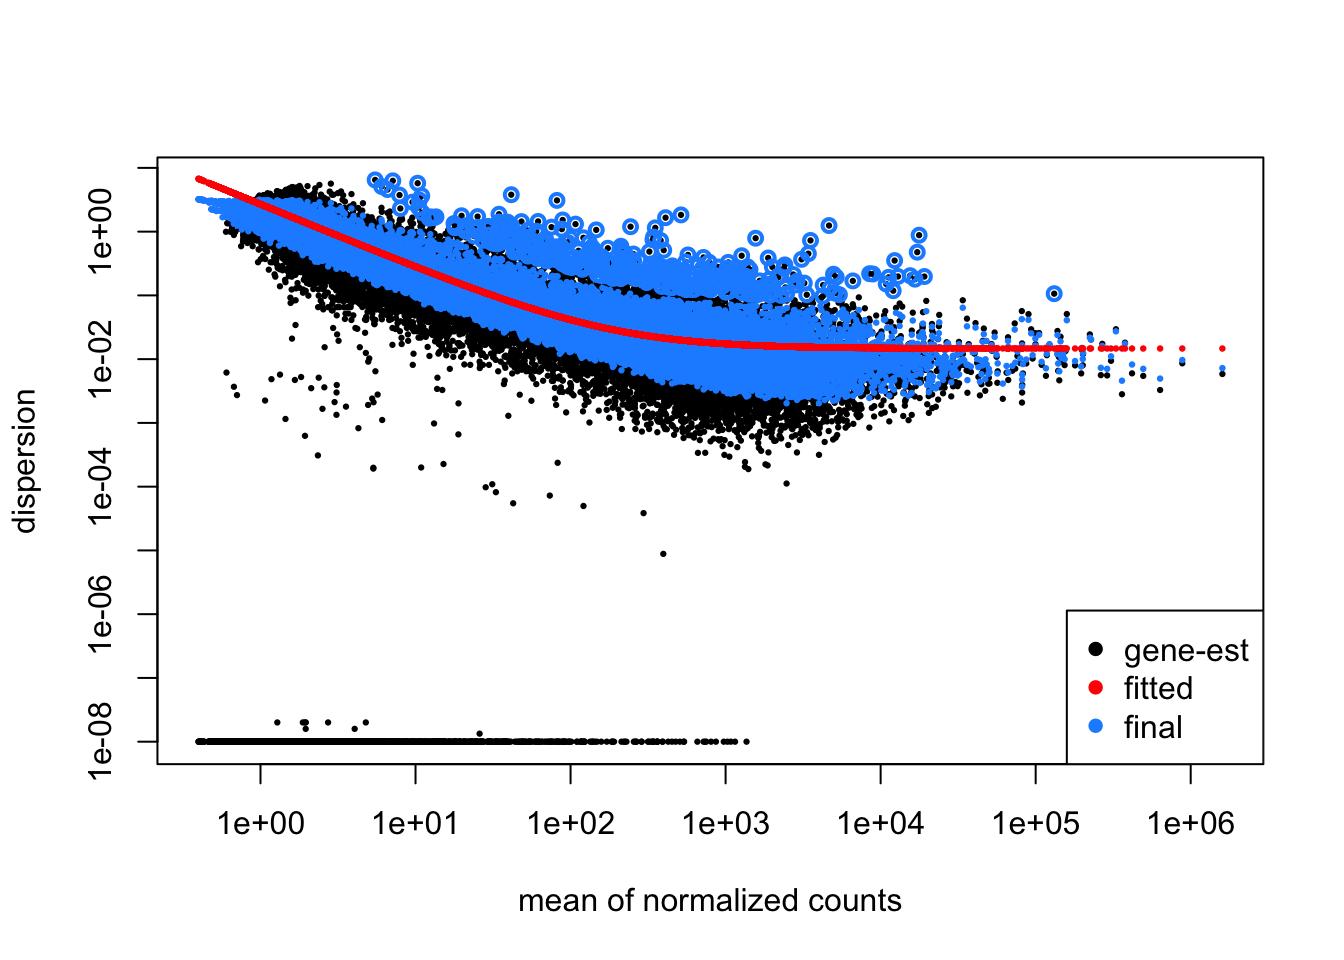 dispersion
1e+00
1e-02
1e-04
1e-06
1e-08
gene-est
fitted
final
1e+00 1e+01 1e+02 1e+03 1e+04 1e+05 1e+06
mean of normalized counts